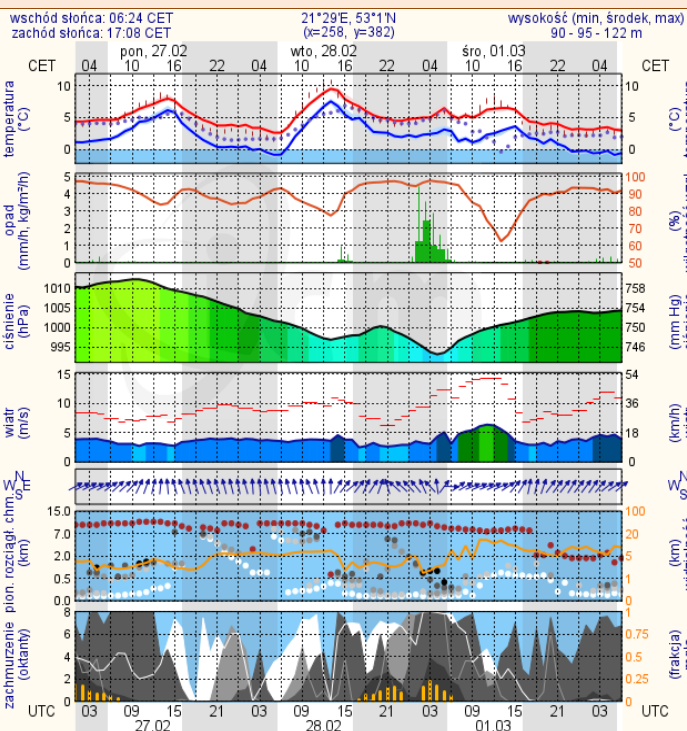 wschód słońca: 06:24 CET
zachód słońca: 17:08 CET
21°29'E, 53°1'N
(x=258, y=382)
wysokość (min, środek, max)
90 - 95 - 122 m
pon, 27.02 wto, 28.02 śro, 01.03
CET 04 10 16 22 04 10 16 22 04 10 16 22 04 CET
temperatura
(°C)
10
5
0
10
5
0
(°C)
opad
(mm/h, kg/m²/h)
5
4
3
2
1
0
100
90
80
70
60
50
(%)
ciśnienie
(hPa)
1010
1005
1000
995
758
754
750
746
(mm Hg)
wiatr
(m/s)
15
10
5
0
54
36
18
0
(km/h)
N
W E
S
N
W
S
pion. rozciągł. chm.
(km)
15.0
7.0
2.0
0.5
0.0
100
20
5
1
0
(km)
zachmurzenie
(oktanty)
8
6
4
2
0
1
0.75
0.5
0.25
0
(frakcja)
UTC 03 09 15 21 03 09 15 21 03 09 15 21 03 UTC
27.02 28.02 01.03